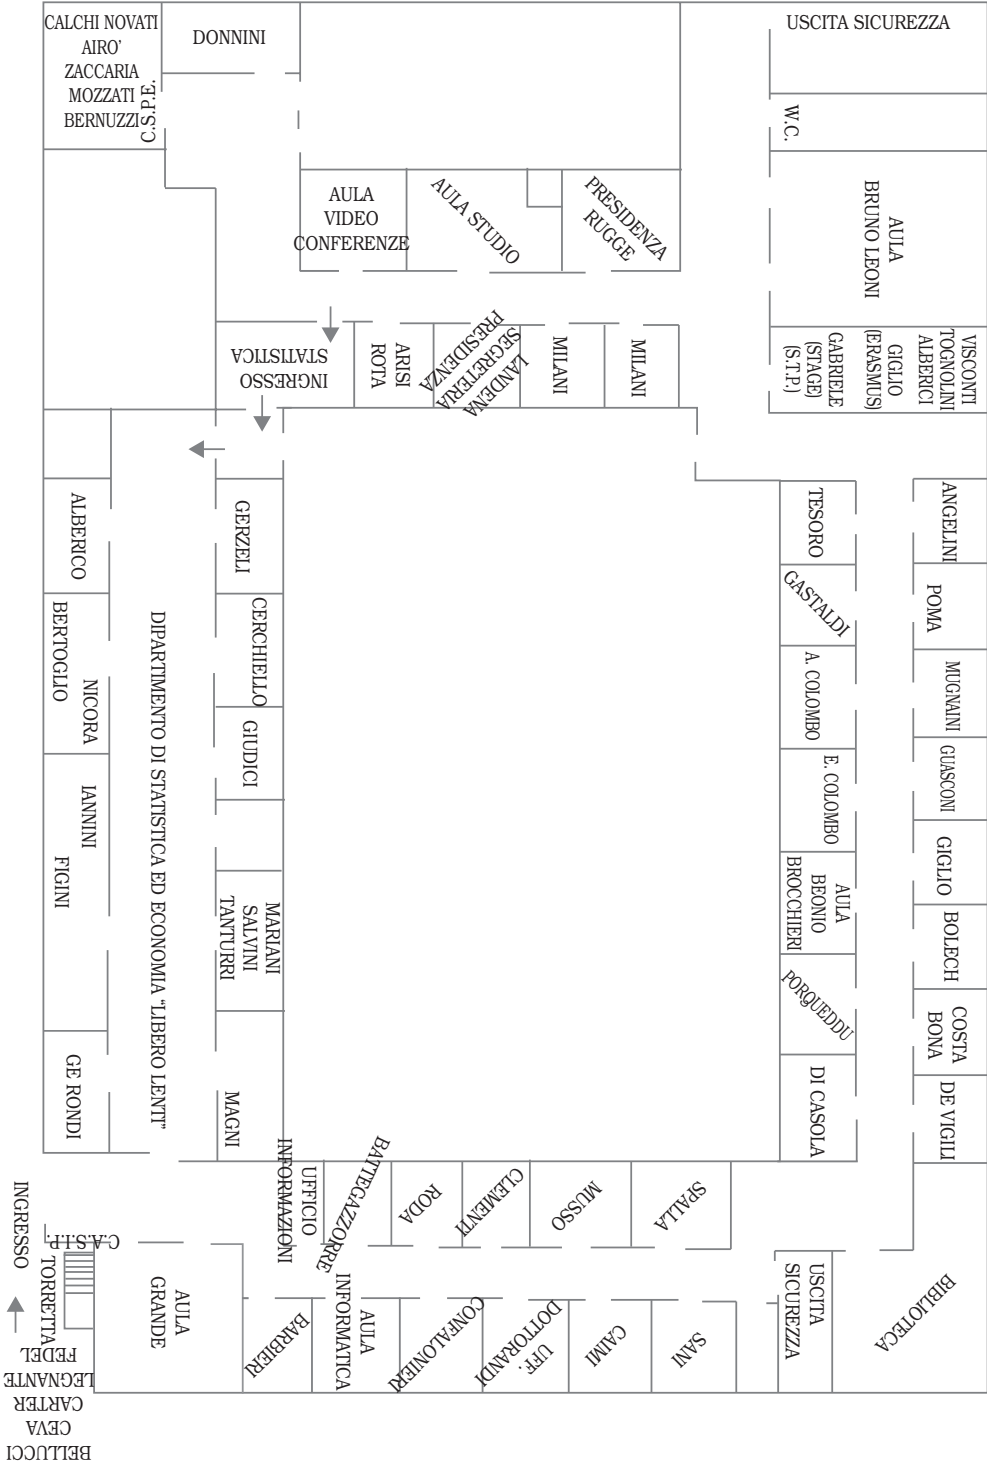 CALCHI NOVATI
AIRO'
ZACCARIA
MOZZATI
BERNUZZI
C.S.P.E.
DONNINI
USCITA SICUREZZA
W.C.
AULA
VIDEO
CONFERENZE
AULA STUDIO
PRESIDENZA
RUGGE
AULA
BRUNO LEONI
INGRESSO
STATISTICA
ARISI
ROTA
LANDENA
SEGRETERIA
PRESIDENZA
MILANI
MILANI
VISCONTI
TOGNOLINI
ALBERICI
GIGLIO
(ERASMUS)
GABRIELE
(STAGE)
(S.T.P.)
ALBERICO
GERZELI
TESORO
ANGELINI
BERTOGLIO
NICORA
CERCHIELLO
GASTALDI
POMA
DIPARTIMENTO DI STATISTICA ED ECONOMIA "LIBERO LENTI"
GIUDICI
A. COLOMBO
MUGNAINI
IANNINI
FIGINI
E. COLOMBO
GUASCONI
MARIANI
SALVINI
TANTURRI
AULA
BEONIO
BROCCHIERI
GIGLIO
BOLECH
PORQUEDDU
COSTA
BONA
GE RONDI
MAGNI
DI CASOLA
DE VIGILI
UFFICIO
INFORMAZIONI
BATTEGAZZORRE
RODA
CLEMENTI
MUSSO
SPALLA
INGRESSO
C.A.S.I.P.
TORRETTA
AULA
GRANDE
BARBIERI
AULA
INFORMATICA
CONFALONIERI
UFF.
DOTTORANDI
CAIMI
SANI
USCITA
SICUREZZA
BIBLIOTECA
BELLUCCI
CEVA
CARTER
LEGNANTE
FEDEL